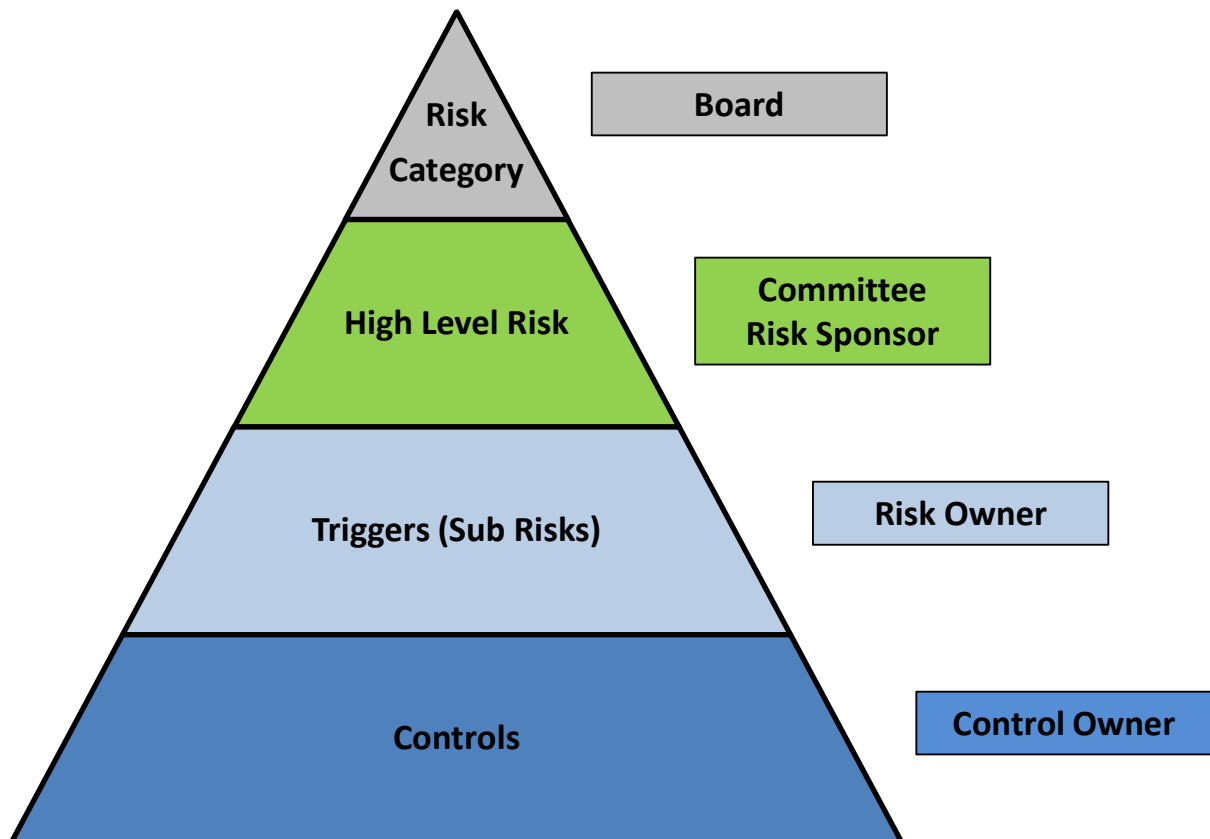 Risk
Category
Board
High Level Risk
Committee
Risk Sponsor
Triggers (Sub Risks)
Risk Owner
Controls
Control Owner